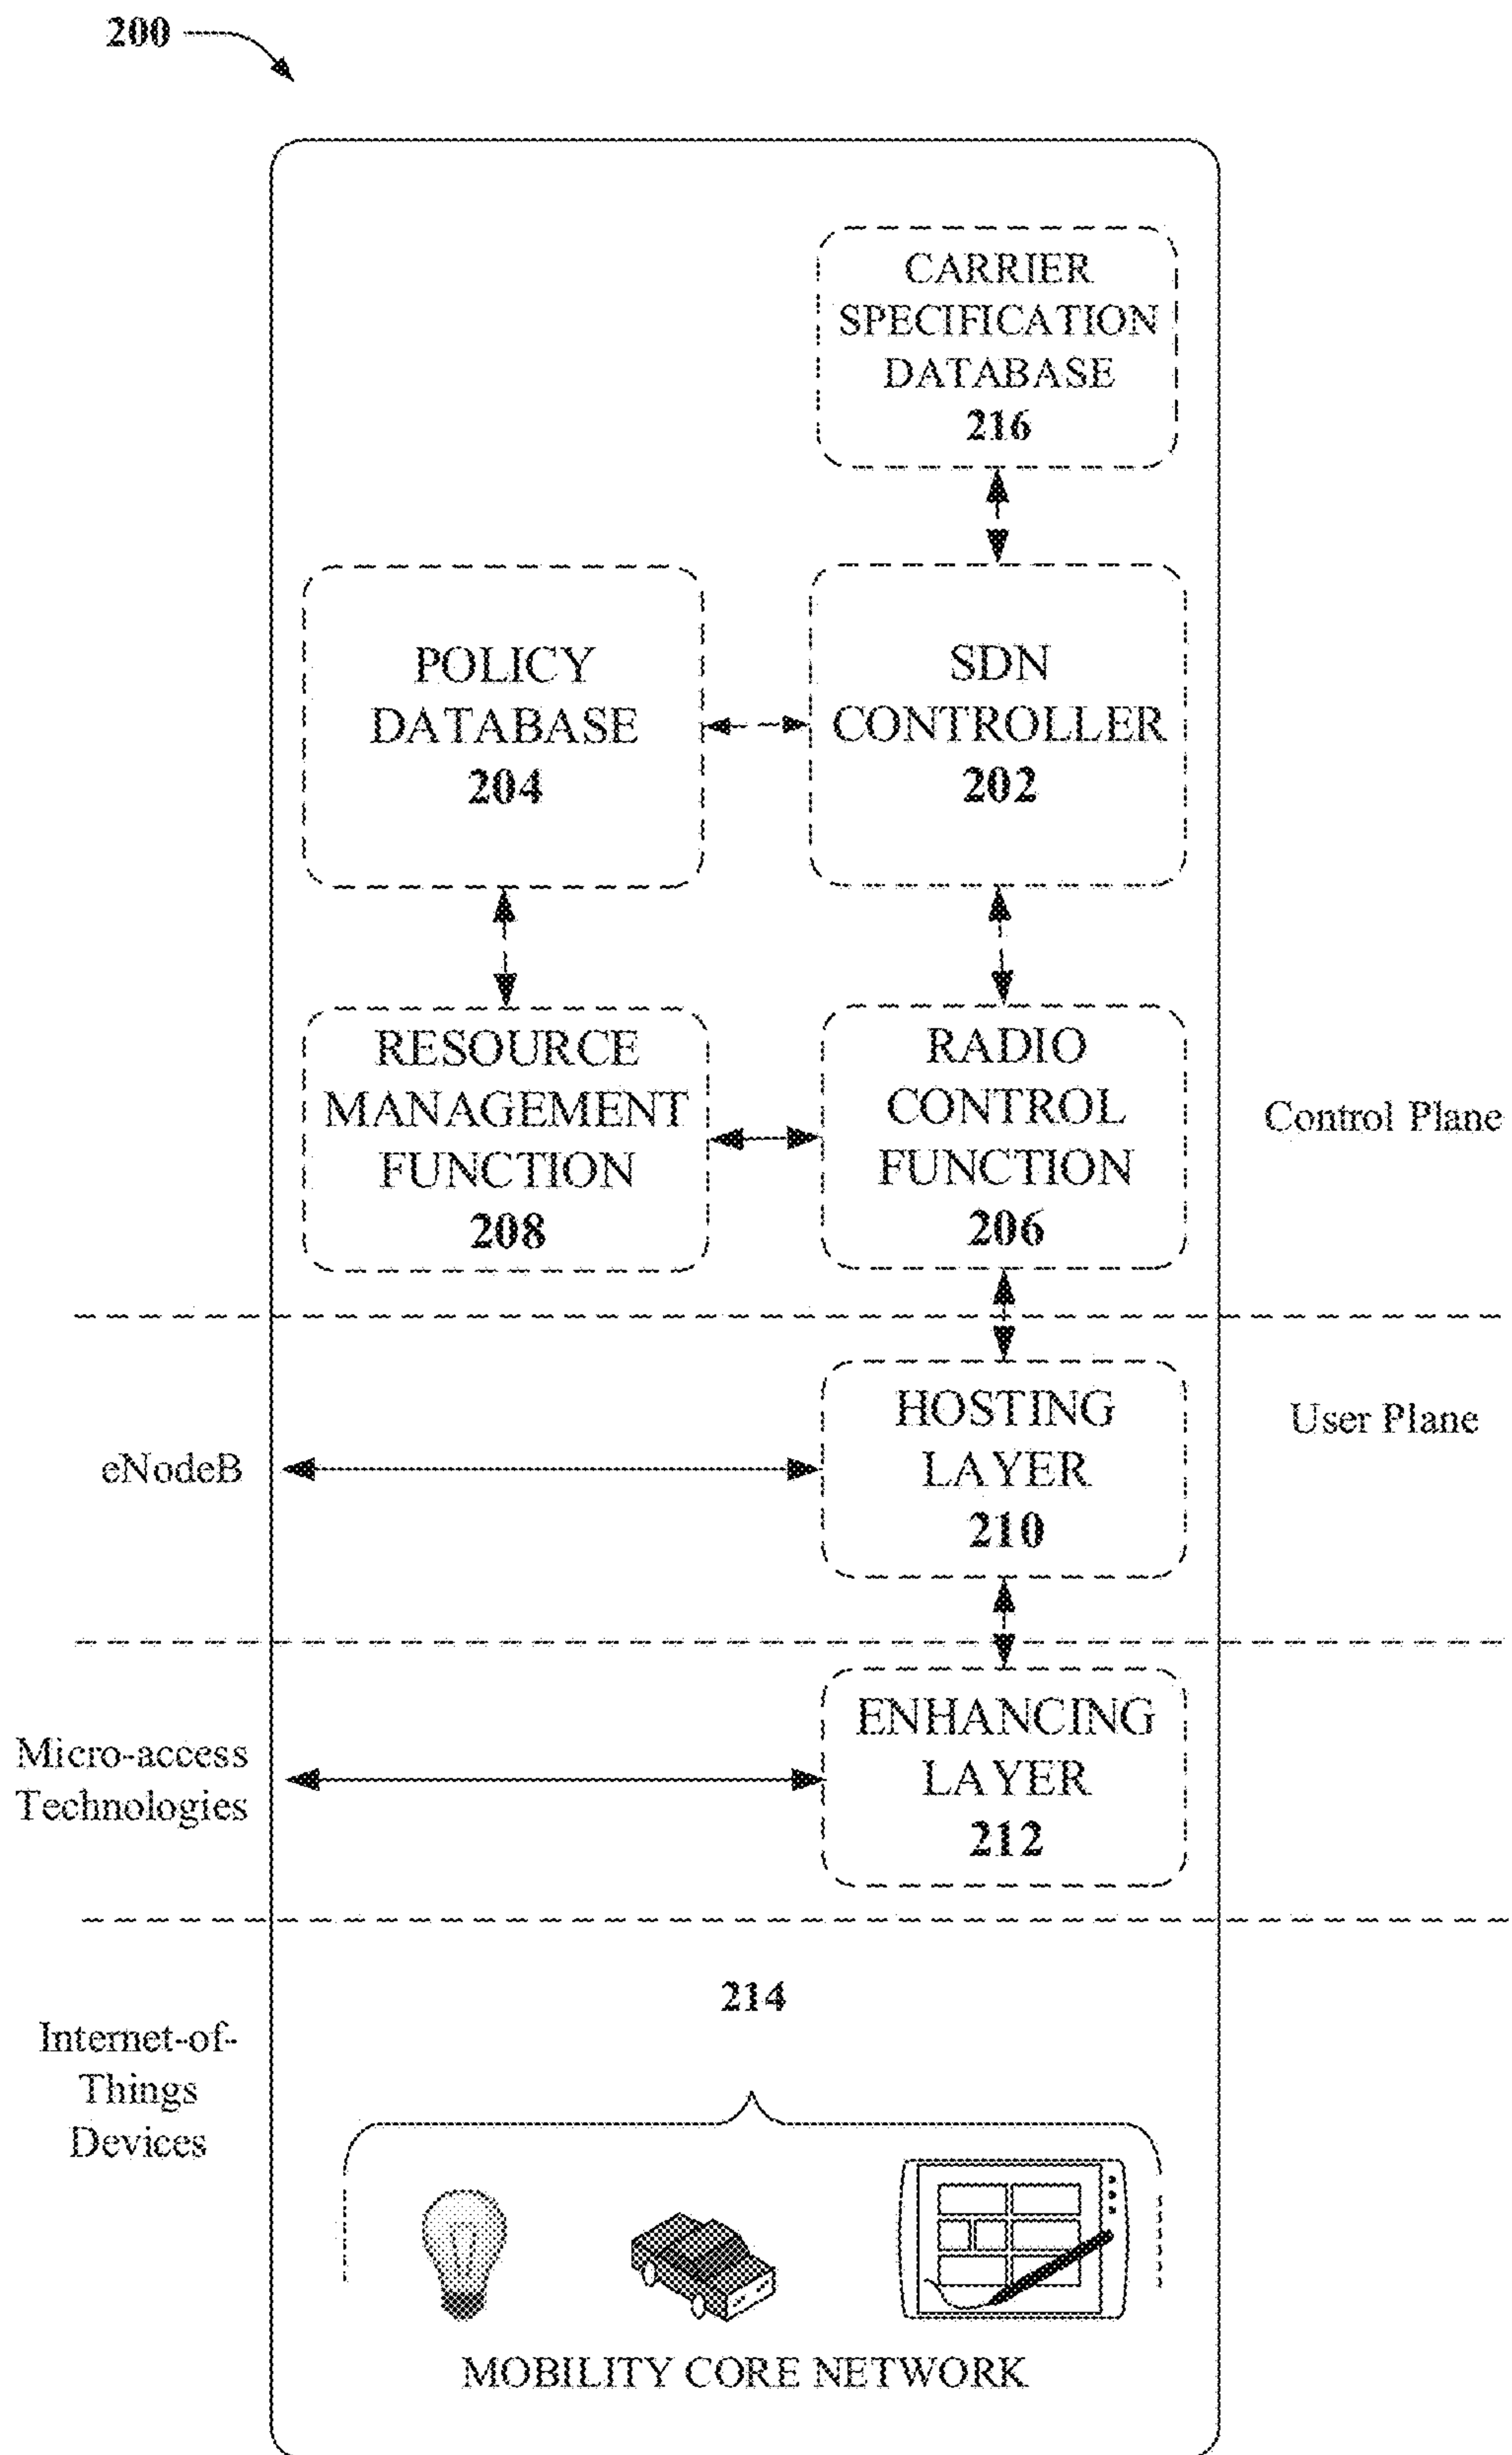 200
CARRIER
SPECIFICATION
DATABASE
216
POLICY
DATABASE
204
SDN
CONTROLLER
202
RESOURCE
MANAGEMENT
FUNCTION
208
RADIO
CONTROL
FUNCTION
206
Control Plane
eNodeB
HOSTING
LAYER
210
User Plane
Micro-access
Technologies
ENHANCING
LAYER
212
214
Internet-of-
Things
Devices
MOBILITY CORE NETWORK